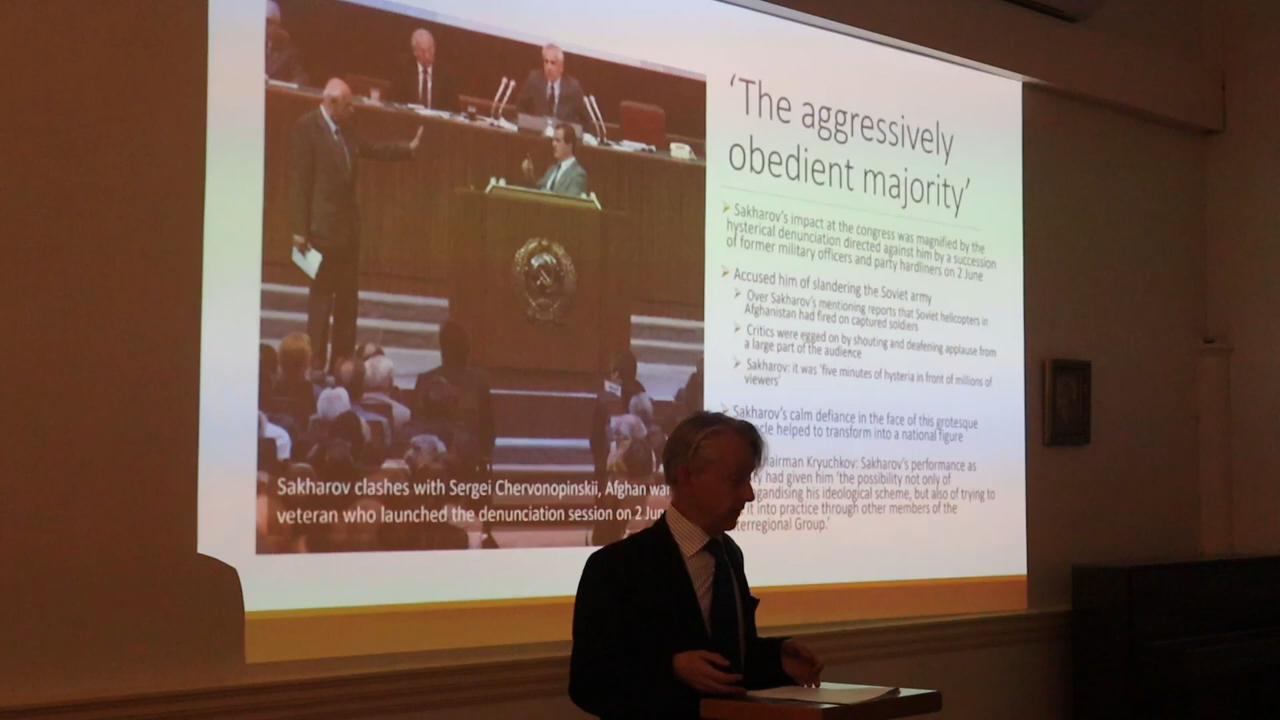 'The aggressively
obedient majority'
Sakharov's impact at the congress was magnified by the
hysterical denunciation directed against him by a succession
of former military officers and party hardliners on 2 June
Accused him of slandering the Soviet army
Over Sakharov's mentioning reports that Soviet helicopters in
Afghanistan had fired on captured soldiers
Critics were egged on by shouting and deafening applause from
a large part of the audience
Sakharov: it was 'five minutes of hysteria in front of millions of
viewers'
Sakharov's calm defiance in the face of this grotesque
helped to transform into a national figure
Kryuchkov: Sakharov's performance as
had given him 'the possibility not only of
his ideological scheme, but also of trying to
it into practice through other members of the
Group.'
Sakharov clashes with Sergei Chervonopinskii, Afghan war
veteran who launched the denunciation session on 2 June